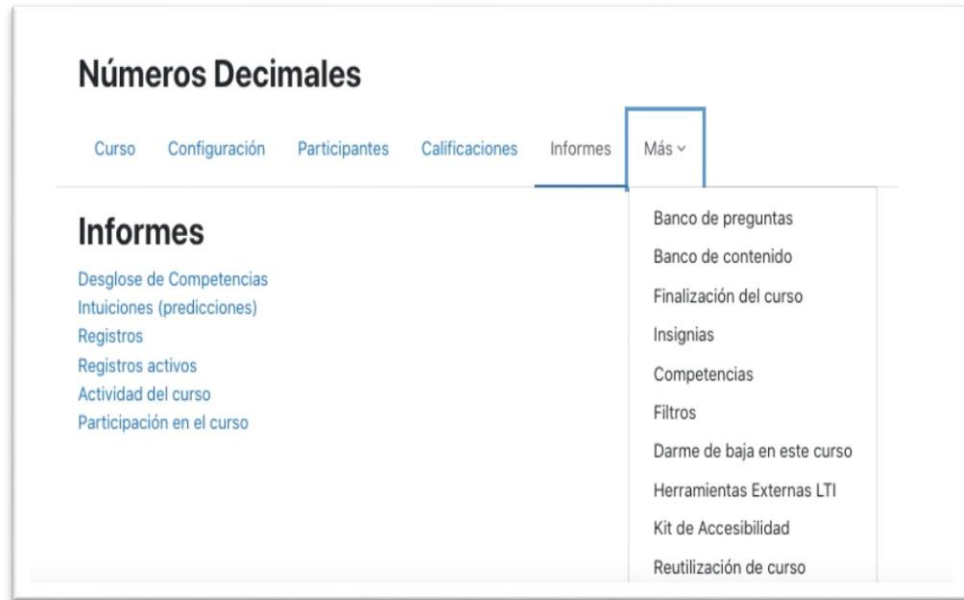 Números Decimales
Curso Configuración Participantes Calificaciones Informes Más
Informes
Desglose de Competencias
Intuiciones (predicciones)
Registros
Registros activos
Actividad del curso
Participación en el curso
Banco de preguntas
Banco de contenido
Finalización del curso
Insignias
Competencias
Filtros
Darme de baja en este curso
Herramientas Externas LTI
Kit de Accesibilidad
Reutilización de curso